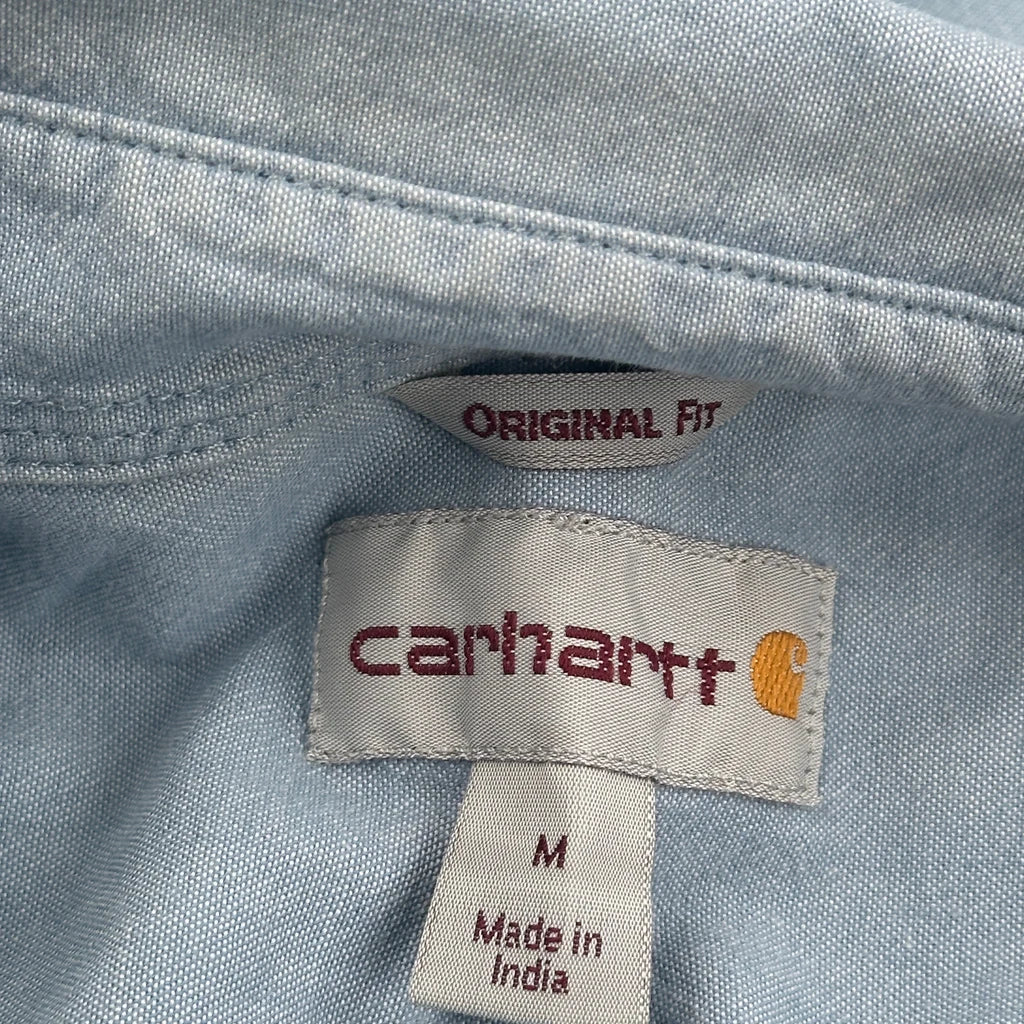 ORIGINAL FIT
carhartt
M
Made in
India